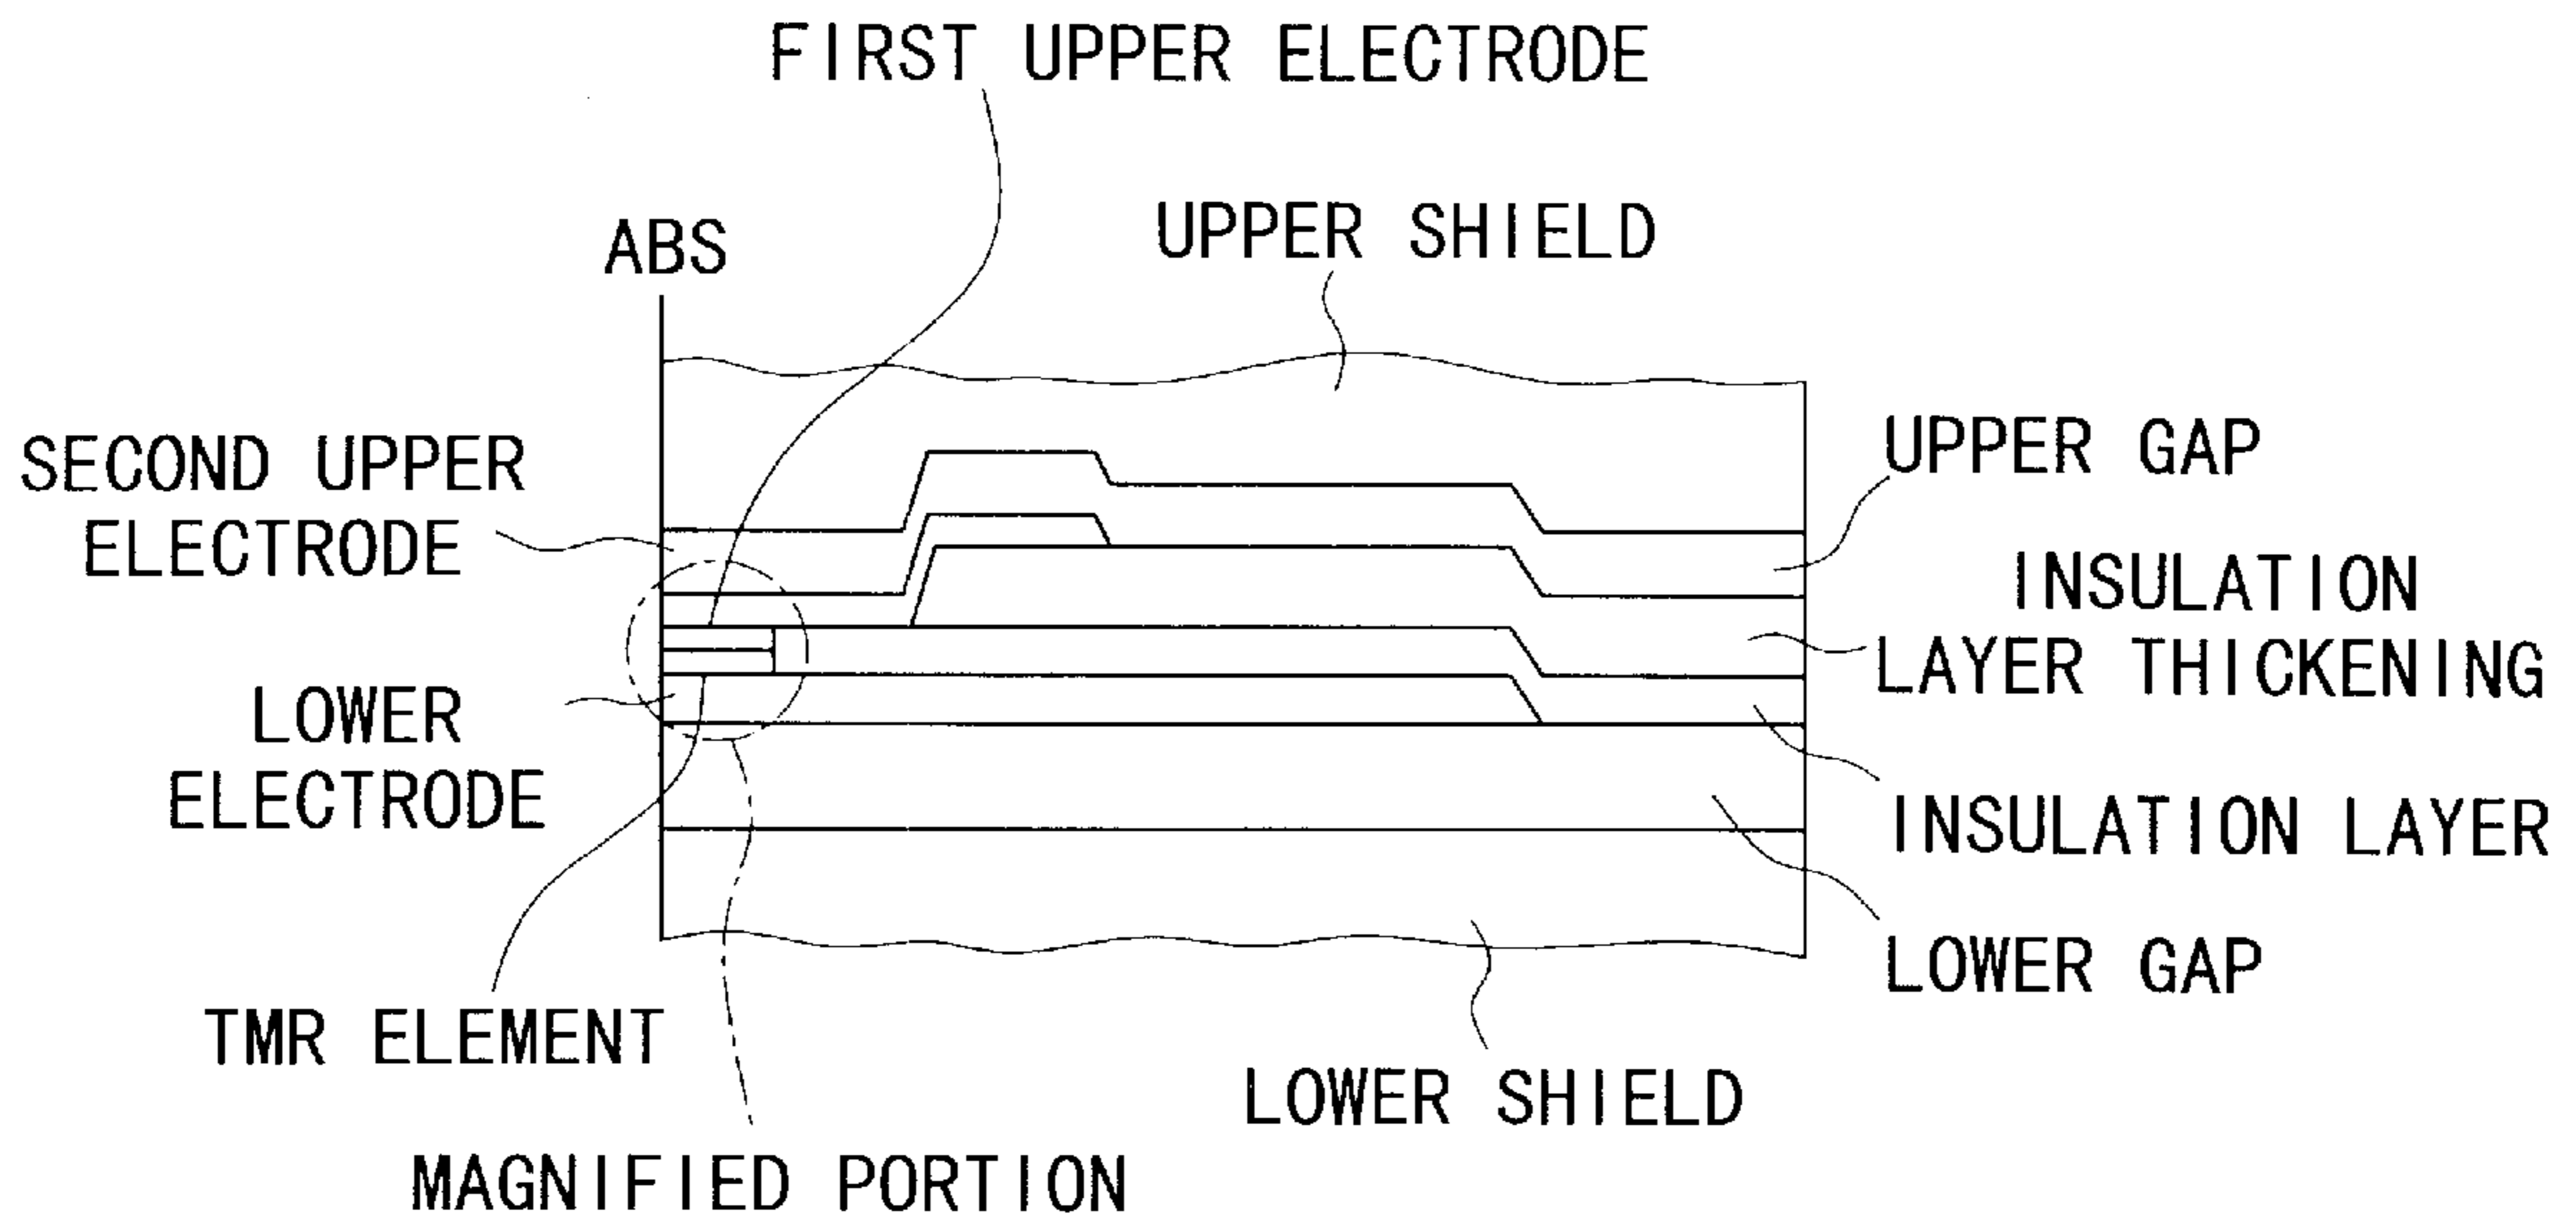 FIRST UPPER ELECTRODE
ABS
UPPER SHIELD
SECOND UPPER
ELECTRODE
UPPER GAP
INSULATION
LAYER THICKENING
LOWER
ELECTRODE
INSULATION LAYER
LOWER GAP
TMR ELEMENT
LOWER SHIELD
MAGNIFIED PORTION